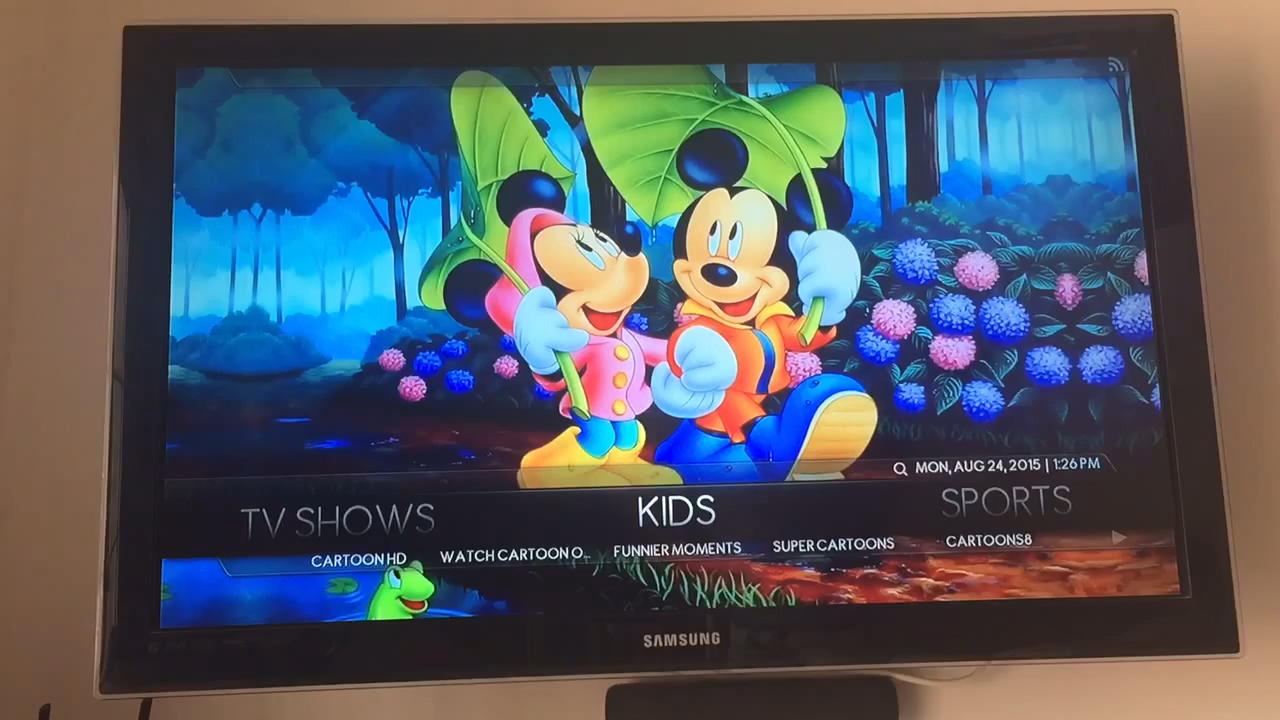 MON, AUG 24, 2015 | 1:26 PM
TV SHOWS KIDS SPORTS
CARTOON HD WATCH CARTOON O... FUNNIER MOMENTS SUPER CARTOONS CARTOONS8
SAMSUNG